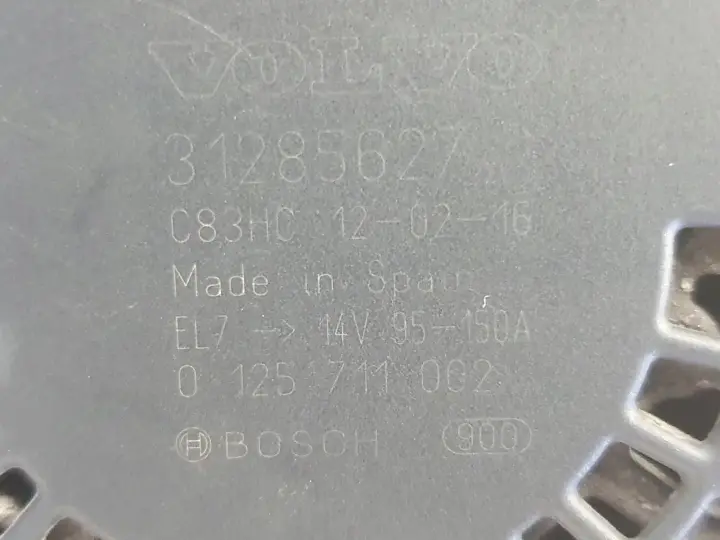 VOLVO
31285627
C83HC 12-02-16
Made in Spain
EL7 → 14V 95-150A
0 125 711 002
BOSCH 900